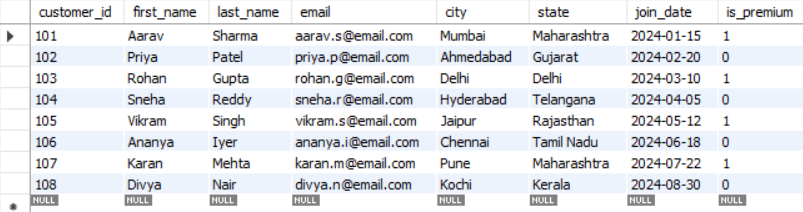 customer_id first_name last_name email city state join_date is_premium
101 Aarav Sharma aarav.s@email.com Mumbai Maharashtra 2024-01-15 1
102 Priya Patel priya.p@email.com Ahmedabad Gujarat 2024-02-20 0
103 Rohan Gupta rohan.g@email.com Delhi Delhi 2024-03-10 1
104 Sneha Reddy sneha.r@email.com Hyderabad Telangana 2024-04-05 0
105 Vikram Singh vikram.s@email.com Jaipur Rajasthan 2024-05-12 1
106 Ananya Iyer ananya.i@email.com Chennai Tamil Nadu 2024-06-18 0
107 Karan Mehta karan.m@email.com Pune Maharashtra 2024-07-22 1
108 Divya Nair divya.n@email.com Kochi Kerala 2024-08-30 0
NULL NULL NULL NULL NULL NULL NULL NULL